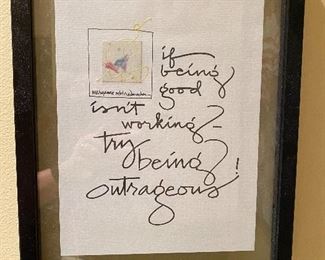 if
being
good
isn't
working?
try
being
outrageous!